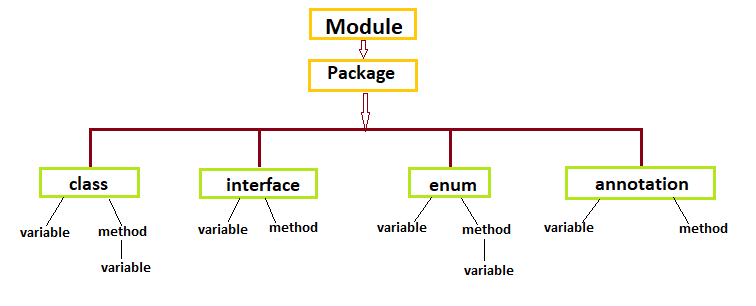 Module
Package
class
interface
enum
annotation
variable
method
variable
method
variable
method
variable
method
variable
variable